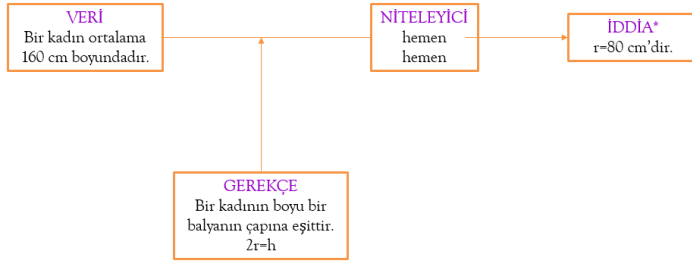 VERİ
Bir kadın ortalama
160 cm boyundadır.
NİTELEYİCİ
hemen
hemen
İDDİA*
r=80 cm’dir.
GEREKÇE
Bir kadının boyu bir
balyanın çapına eşittir.
2r=h